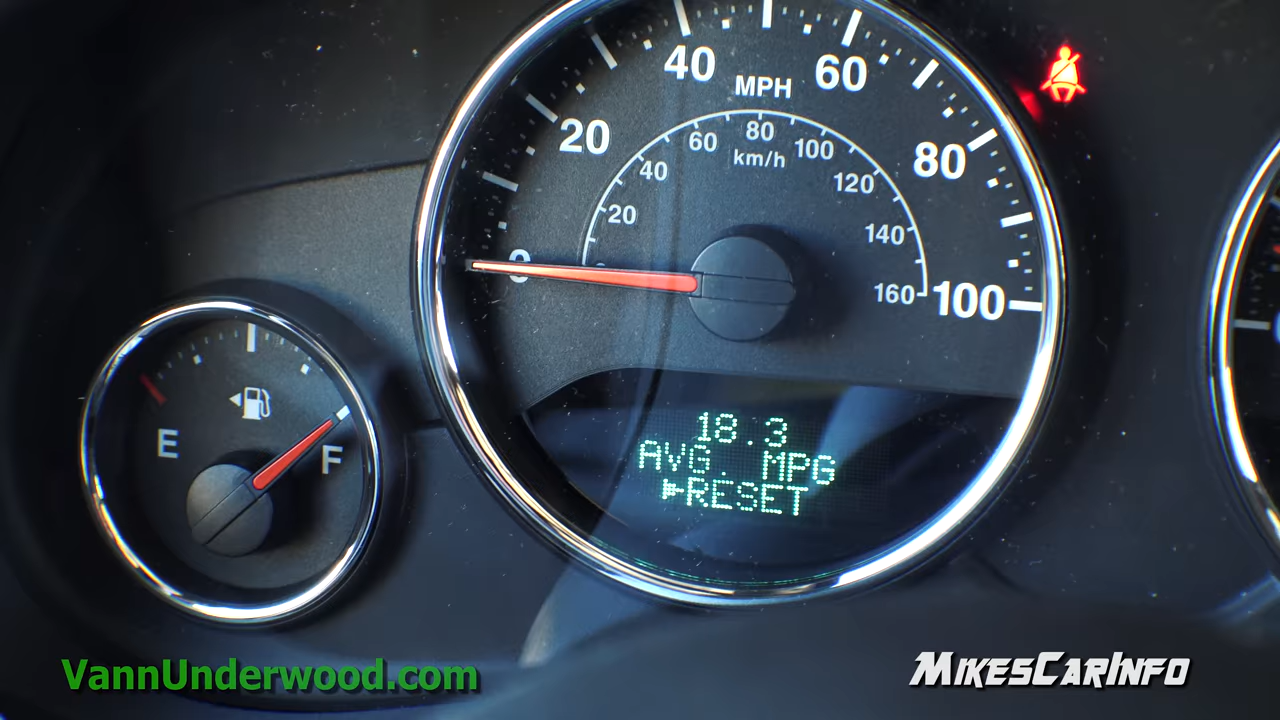 40
60
MPH
20
80
60
80
100
km/h
40
120
20
140
0
160
100
E
F
18.3
AVG. MPG
RESET
VannUnderwood.com
MikesCarInfo